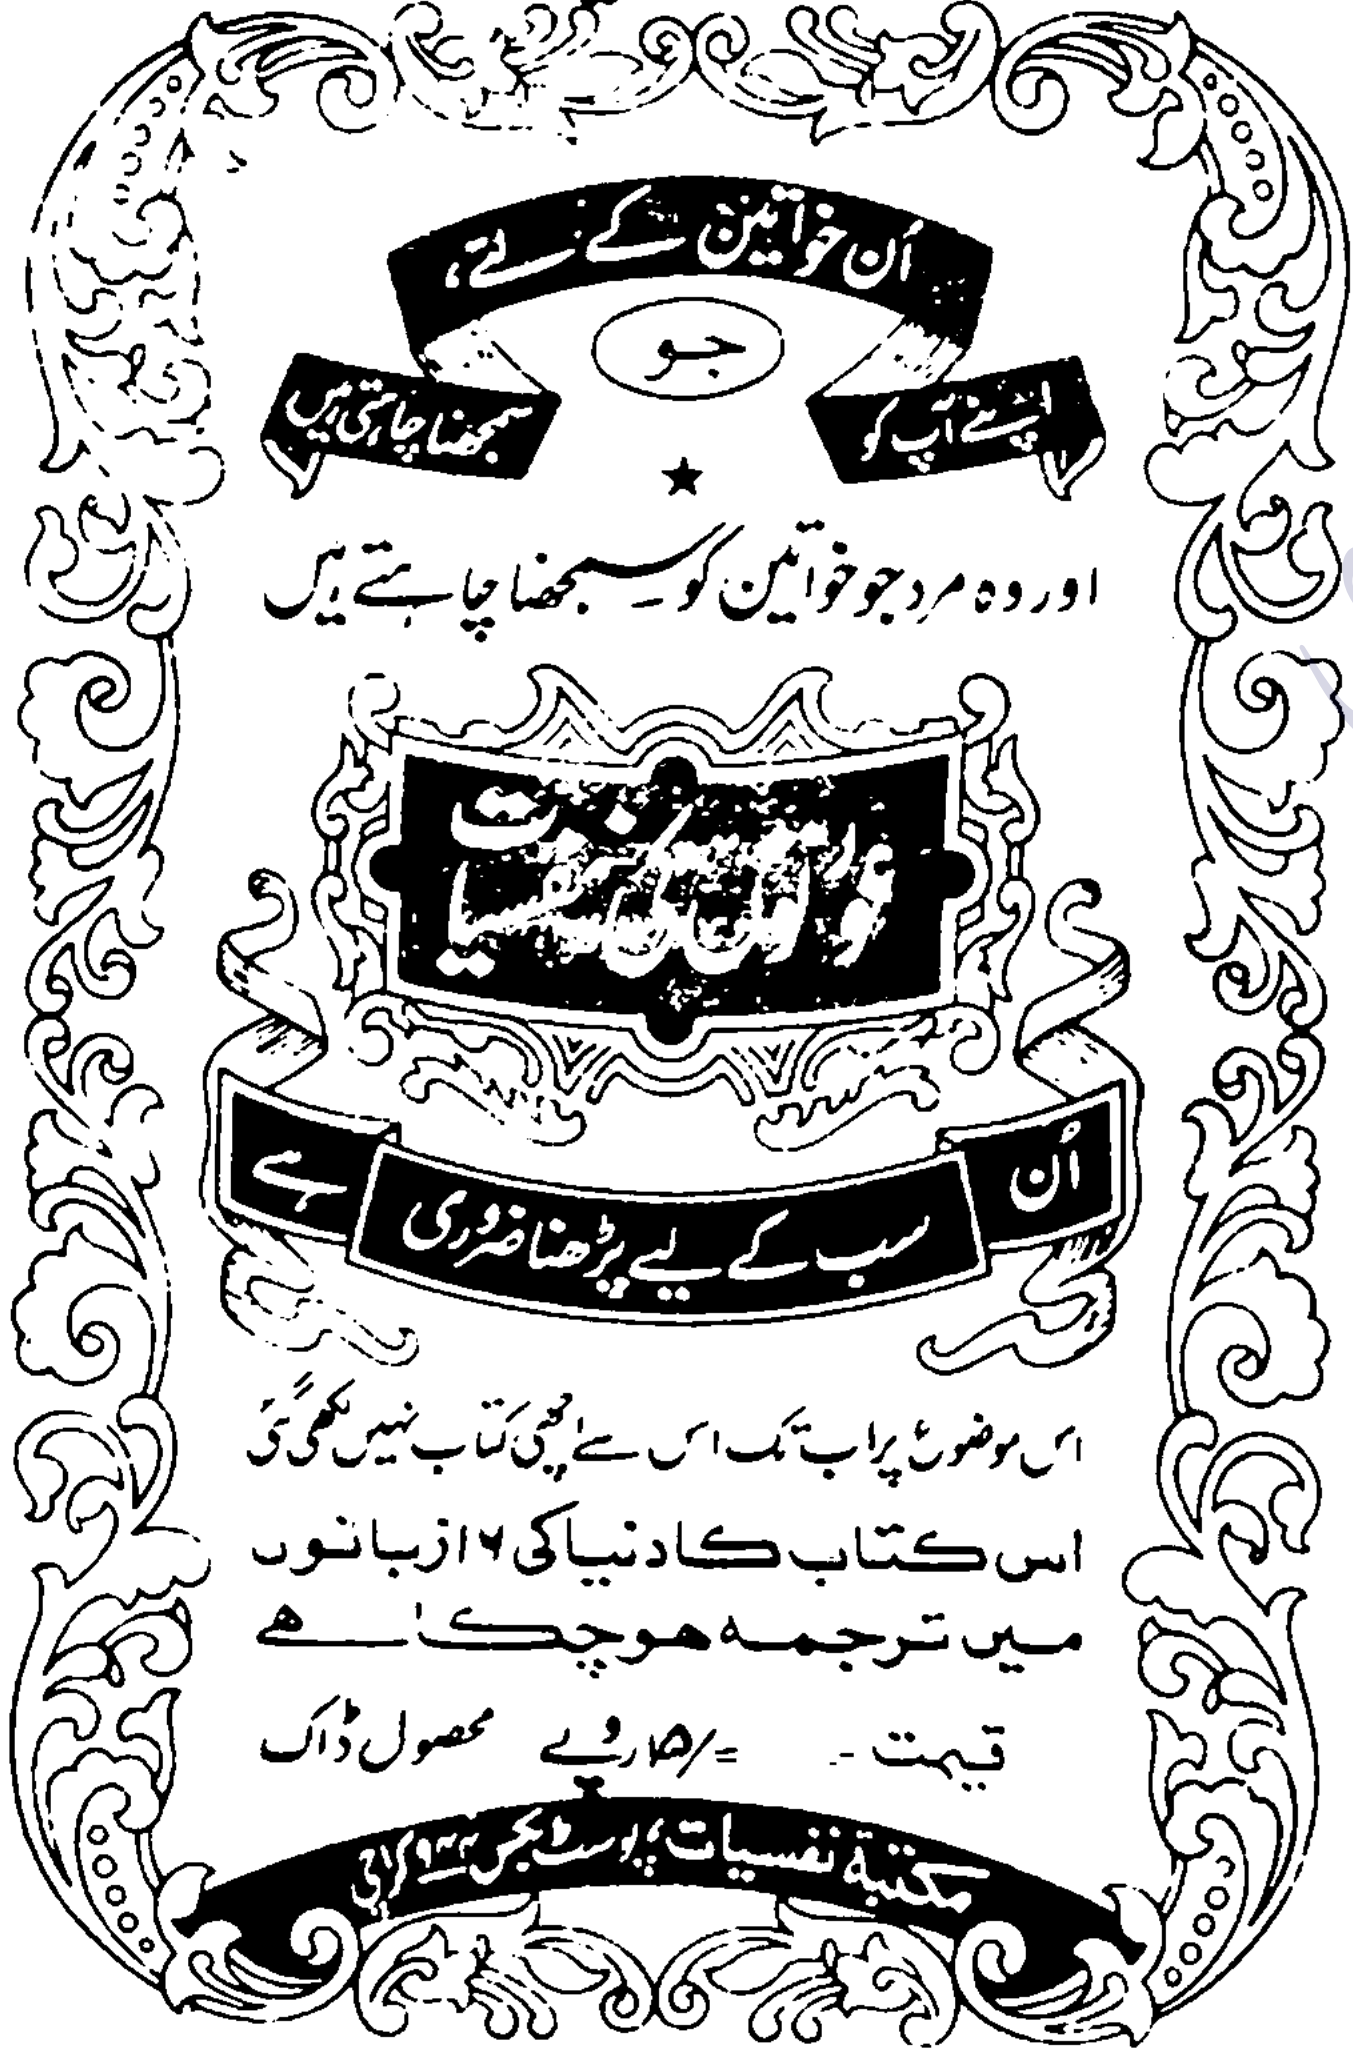 اُن خواتین کے لئے،
جو
اپنے آپ کو سمجھنا چاہتی ہیں
اور وہ مرد جو خواتین کو سمجھنا چاہتے ہیں
عورتوں کی نفسیات
اُن سب کے لیے پڑھنا ضروری ہے
اس موضوع پر اب تک اس سے اچھی کتاب نہیں لکھی گئی
اس کتاب کا دنیا کی ۱۶ زبانوں
میں ترجمہ ہو چکا ہے
قیمت - =/۱۵ روپے محصول ڈاک
مکتبۂ نفسیات، پوسٹ بکس کراچی